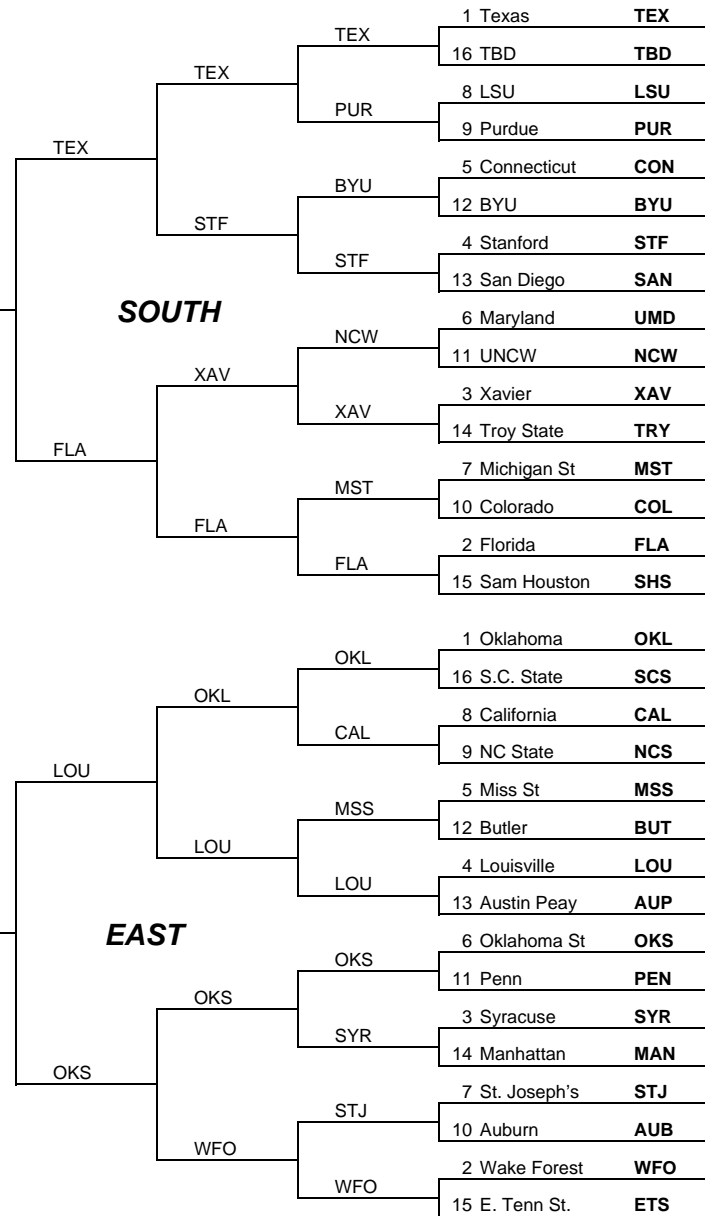 1 Texas TEX
TEX
16 TBD TBD
TEX
8 LSU LSU
PUR
9 Purdue PUR
TEX
5 Connecticut CON
BYU
12 BYU BYU
STF
4 Stanford STF
STF
13 San Diego SAN
SOUTH
6 Maryland UMD
NCW
11 UNCW NCW
XAV
3 Xavier XAV
XAV
14 Troy State TRY
FLA
7 Michigan St MST
MST
10 Colorado COL
FLA
2 Florida FLA
FLA
15 Sam Houston SHS
1 Oklahoma OKL
OKL
16 S.C. State SCS
OKL
8 California CAL
CAL
9 NC State NCS
LOU
5 Miss St MSS
MSS
12 Butler BUT
LOU
4 Louisville LOU
LOU
13 Austin Peay AUP
EAST
6 Oklahoma St OKS
OKS
11 Penn PEN
OKS
3 Syracuse SYR
SYR
14 Manhattan MAN
OKS
7 St. Joseph's STJ
STJ
10 Auburn AUB
WFO
2 Wake Forest WFO
WFO
15 E. Tenn St. ETS